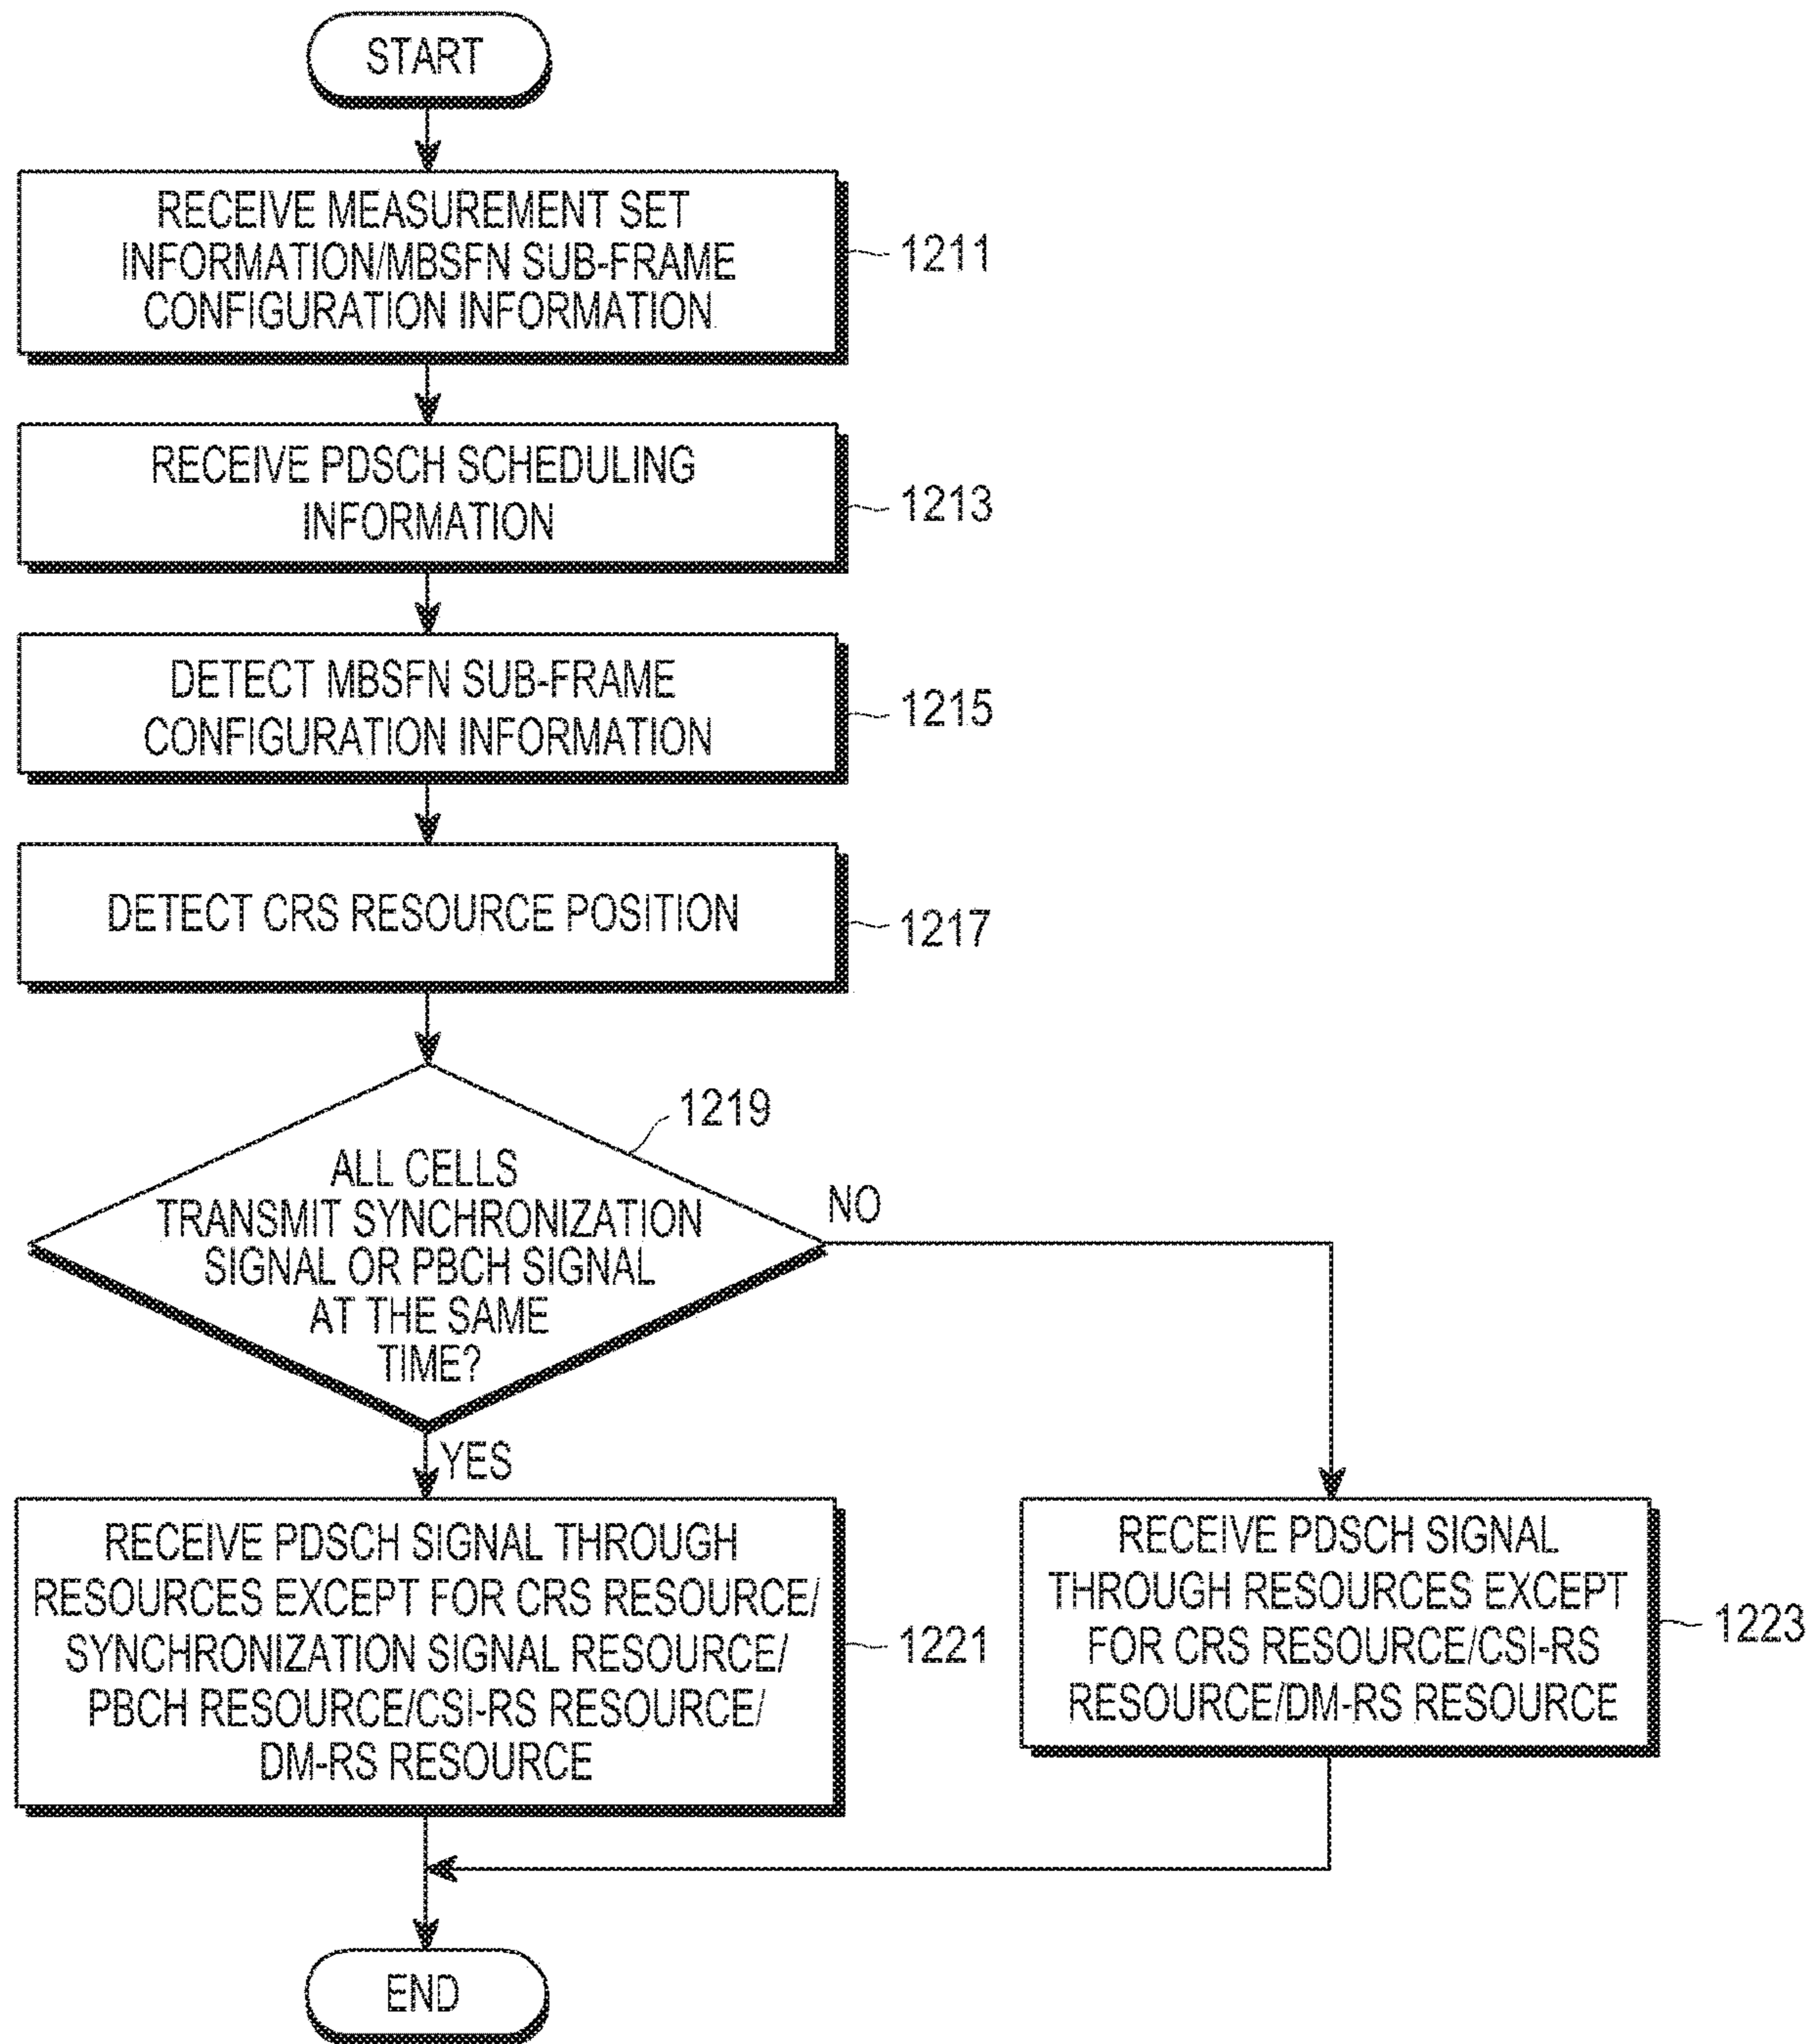 START
RECEIVE MEASUREMENT SET
INFORMATION/MBSFN SUB-FRAME
CONFIGURATION INFORMATION
1211
RECEIVE PDSCH SCHEDULING
INFORMATION
1213
DETECT MBSFN SUB-FRAME
CONFIGURATION INFORMATION
1215
DETECT CRS RESOURCE POSITION
1217
1219
ALL CELLS
TRANSMIT SYNCHRONIZATION
SIGNAL OR PBCH SIGNAL
AT THE SAME
TIME?
NO
YES
RECEIVE PDSCH SIGNAL THROUGH
RESOURCES EXCEPT FOR CRS RESOURCE/
SYNCHRONIZATION SIGNAL RESOURCE/
PBCH RESOURCE/CSI-RS RESOURCE/
DM-RS RESOURCE
1221
RECEIVE PDSCH SIGNAL
THROUGH RESOURCES EXCEPT
FOR CRS RESOURCE/CSI-RS
RESOURCE/DM-RS RESOURCE
1223
END